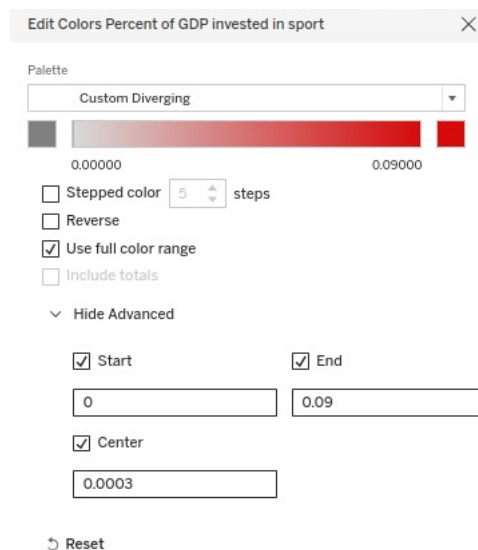 Edit Colors Percent of GDP invested in sport
Palette
Custom Diverging
0.00000 0.09000
Stepped color 5 steps
Reverse
Use full color range
Include totals
Hide Advanced
Start End
0 0.09
Center
0.0003
Reset